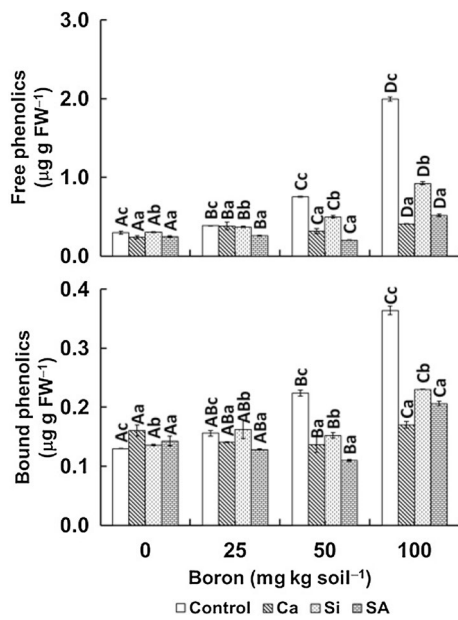 3.0
2.0
1.0
0.0
Free phenolics
(µg g FW⁻¹)
Ac Aa Ab Aa
Bc Ba Bb Ba
Cc Ca Cb Ca
Dc Da Db Da
0.4
0.3
0.2
0.1
0.0
Bound phenolics
(µg g FW⁻¹)
Ac Aa Ab Aa
ABc ABa ABb ABa
Bc Ba Bb Ba
Cc Ca Cb Ca
0 25 50 100
Boron (mg kg soil⁻¹)
Control Ca Si SA